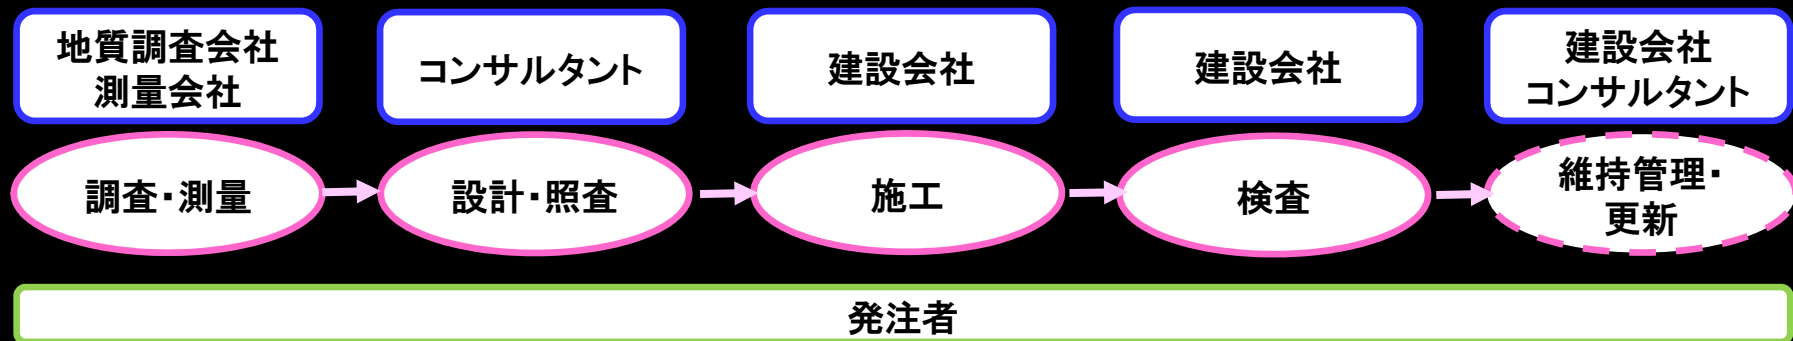 地質調査会社
測量会社
コンサルタント
建設会社
建設会社
建設会社
コンサルタント
調査・測量
設計・照査
施工
検査
維持管理・
更新
発注者